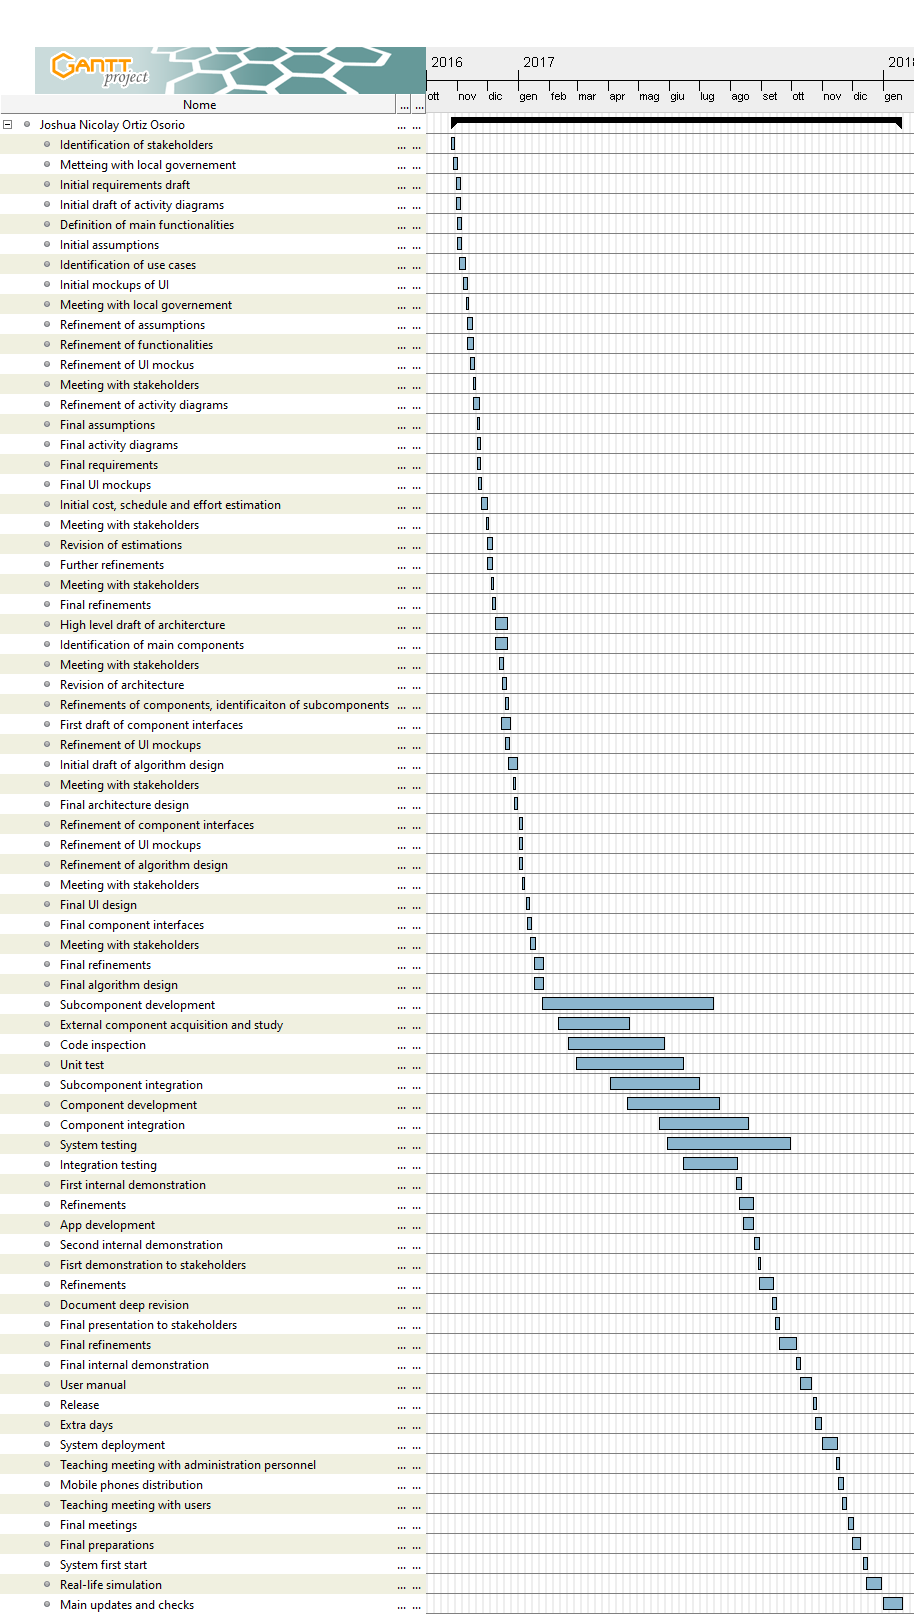 GANTT
project
2016 2017 2018
Nome ... ... ott nov dic gen feb mar apr mag giu lug ago set ott nov dic gen
Joshua Nicolay Ortiz Osorio ... ...
Identification of stakeholders ... ...
Metteing with local governement ... ...
Initial requirements draft ... ...
Initial draft of activity diagrams ... ...
Definition of main functionalities ... ...
Initial assumptions ... ...
Identification of use cases ... ...
Initial mockups of UI ... ...
Meeting with local governement ... ...
Refinement of assumptions ... ...
Refinement of functionalities ... ...
Refinement of UI mockus ... ...
Meeting with stakeholders ... ...
Refinement of activity diagrams ... ...
Final assumptions ... ...
Final activity diagrams ... ...
Final requirements ... ...
Final UI mockups ... ...
Initial cost, schedule and effort estimation ... ...
Meeting with stakeholders ... ...
Revision of estimations ... ...
Further refinements ... ...
Meeting with stakeholders ... ...
Final refinements ... ...
High level draft of architercture ... ...
Identification of main components ... ...
Meeting with stakeholders ... ...
Revision of architecture ... ...
Refinements of components, identificaiton of subcomponents ... ...
First draft of component interfaces ... ...
Refinement of UI mockups ... ...
Initial draft of algorithm design ... ...
Meeting with stakeholders ... ...
Final architecture design ... ...
Refinement of component interfaces ... ...
Refinement of UI mockups ... ...
Refinement of algorithm design ... ...
Meeting with stakeholders ... ...
Final UI design ... ...
Final component interfaces ... ...
Meeting with stakeholders ... ...
Final refinements ... ...
Final algorithm design ... ...
Subcomponent development ... ...
External component acquisition and study ... ...
Code inspection ... ...
Unit test ... ...
Subcomponent integration ... ...
Component development ... ...
Component integration ... ...
System testing ... ...
Integration testing ... ...
First internal demonstration ... ...
Refinements ... ...
App development ... ...
Second internal demonstration ... ...
Fisrt demonstration to stakeholders ... ...
Refinements ... ...
Document deep revision ... ...
Final presentation to stakeholders ... ...
Final refinements ... ...
Final internal demonstration ... ...
User manual ... ...
Release ... ...
Extra days ... ...
System deployment ... ...
Teaching meeting with administration personnel ... ...
Mobile phones distribution ... ...
Teaching meeting with users ... ...
Final meetings ... ...
Final preparations ... ...
System first start ... ...
Real-life simulation ... ...
Main updates and checks ... ...